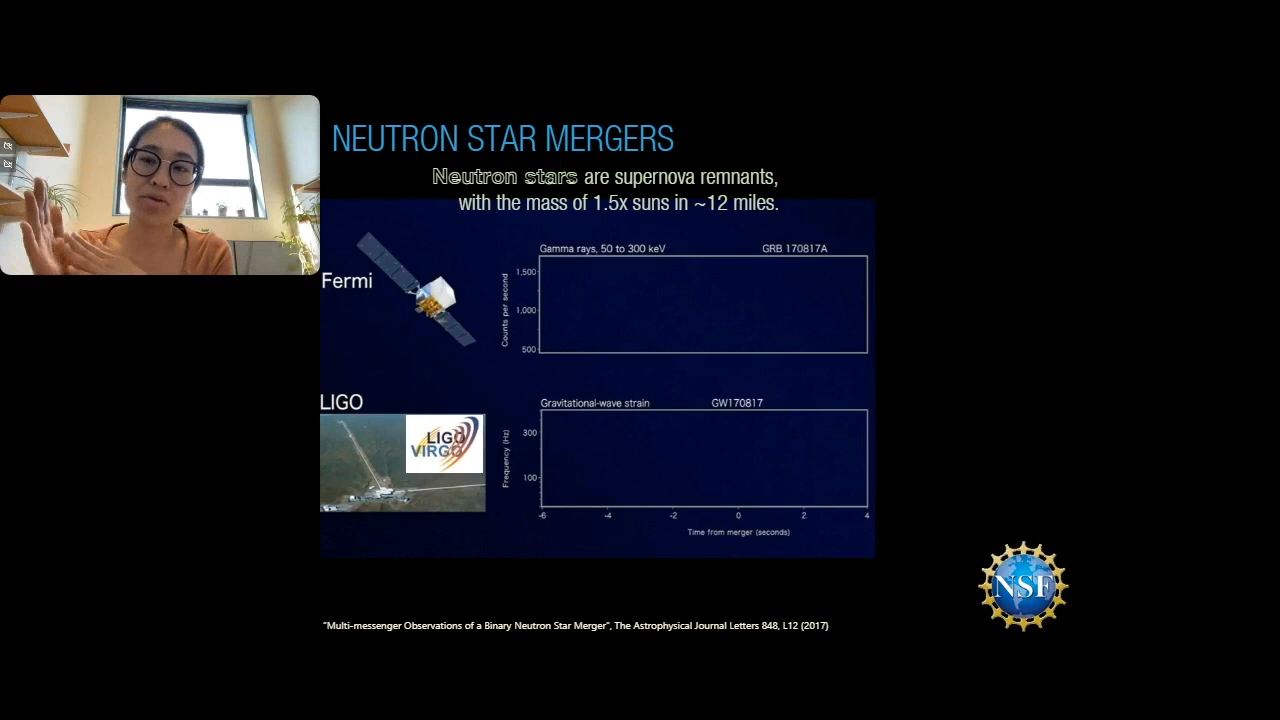 NEUTRON STAR MERGERS
Neutron stars are supernova remnants,
with the mass of 1.5x suns in ~12 miles.
Fermi
Gamma rays, 50 to 300 keV
GRB 170817A
Counts per second
1,500
1,000
500
LIGO
LIGO
VIRGO
Gravitational-wave strain
GW170817
Frequency (Hz)
300
100
-6 -4 -2 0 2 4
Time from merger (seconds)
NSF
"Multi-messenger Observations of a Binary Neutron Star Merger", The Astrophysical Journal Letters 848, L12 (2017)